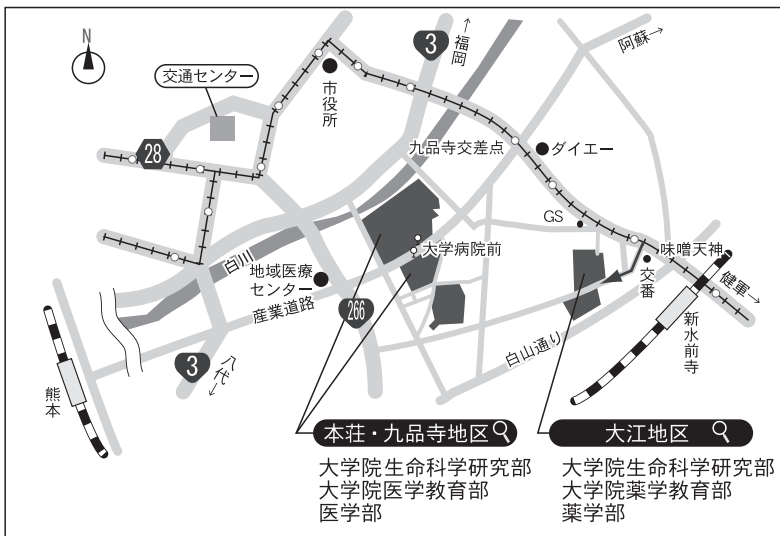 N
交通センター
市役所
3
↑福岡
阿蘇→
28
九品寺交差点
ダイエー
GS
味噌天神
大学病院前
白川
地域医療
センター
産業道路
交番
健軍→
266
新水前寺
白山通り
3
八代↓
熊本
本荘・九品寺地区
大学院生命科学研究部
大学院医学教育部
医学部
大江地区
大学院生命科学研究部
大学院薬学教育部
薬学部